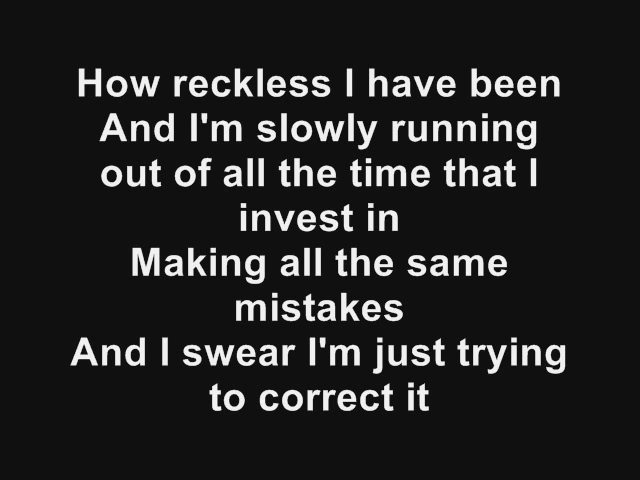 How reckless I have been
And I'm slowly running
out of all the time that I
invest in
Making all the same
mistakes
And I swear I'm just trying
to correct it